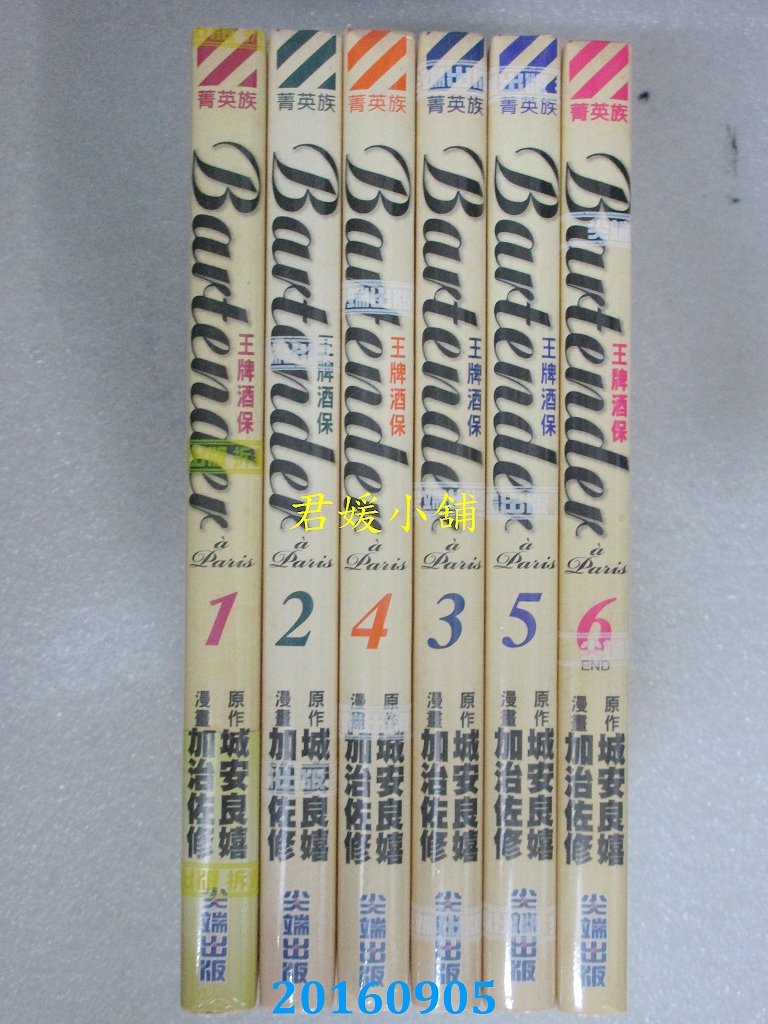 菁英族
Bartender
à Paris
王牌酒保
1
原作 城安良嬉
漫畫 加治佐修
尖端出版
菁英族
Bartender
à Paris
王牌酒保
2
原作 城安良嬉
漫畫 加治佐修
尖端出版
菁英族
Bartender
à Paris
王牌酒保
4
原作 城安良嬉
漫畫 加治佐修
尖端出版
菁英族
Bartender
à Paris
王牌酒保
3
原作 城安良嬉
漫畫 加治佐修
尖端出版
菁英族
Bartender
à Paris
王牌酒保
5
原作 城安良嬉
漫畫 加治佐修
尖端出版
菁英族
Bartender
à Paris
王牌酒保
6
END
原作 城安良嬉
漫畫 加治佐修
尖端出版
君媛小舖
20160905